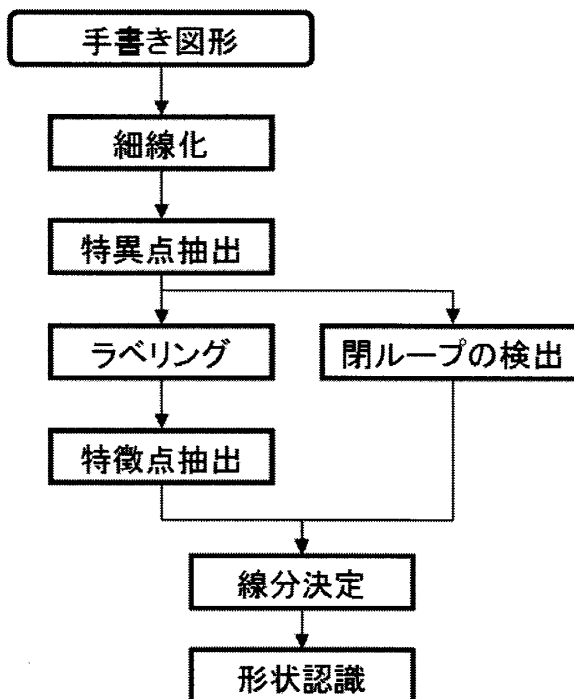 手書き図形
細線化
特異点抽出
ラベリング
閉ループの検出
特徴点抽出
線分決定
形状認識